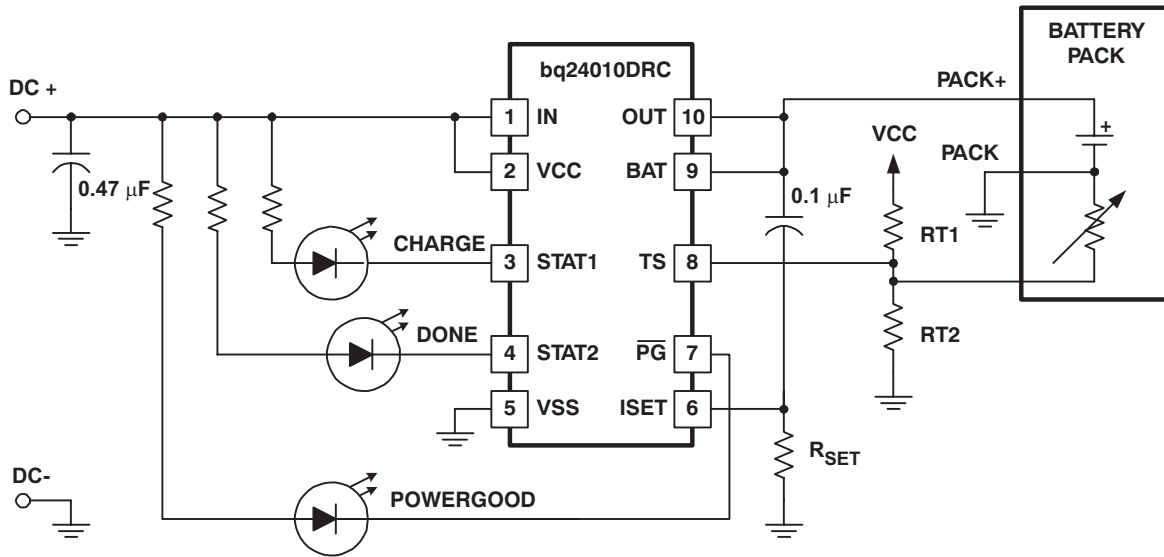 BATTERY
PACK
bq24010DRC
DC +
PACK+
1 IN OUT 10
+
VCC
PACK
2 VCC BAT 9
0.47 μF
0.1 μF
RT1
CHARGE
3 STAT1 TS 8
DONE
RT2
4 STAT2 PG 7
5 VSS ISET 6
RSET
DC-
POWERGOOD